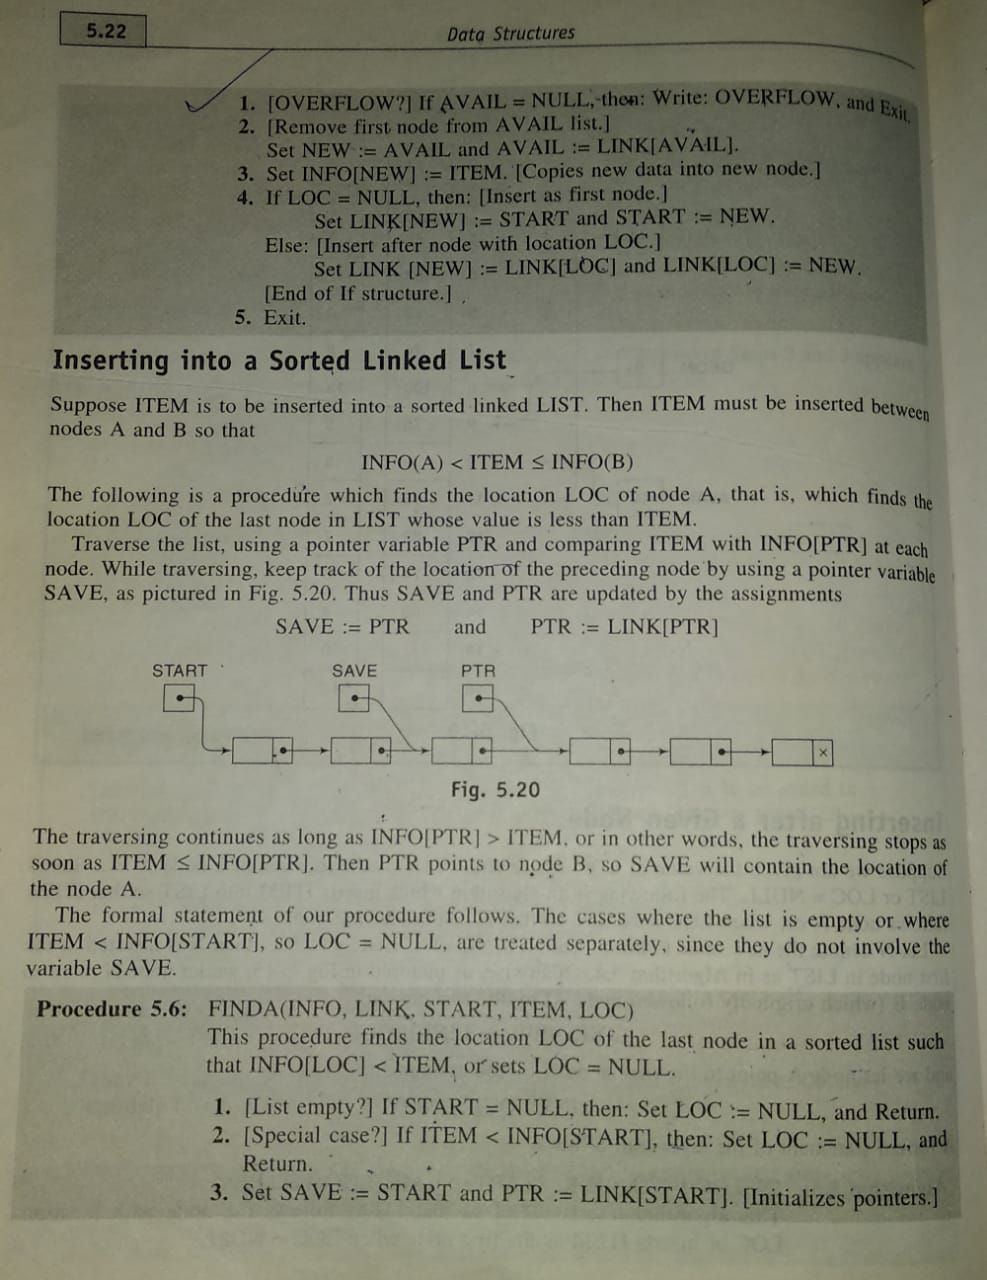 5.22
Data Structures
1. [OVERFLOW?] If AVAIL = NULL, then: Write: OVERFLOW, and Exit.
2. [Remove first node from AVAIL list.]
Set NEW := AVAIL and AVAIL := LINK[AVAIL].
3. Set INFO[NEW] := ITEM. [Copies new data into new node.]
4. If LOC = NULL, then: [Insert as first node.]
Set LINK[NEW] := START and START := NEW.
Else: [Insert after node with location LOC.]
Set LINK [NEW] := LINK[LOC] and LINK[LOC] := NEW.
[End of If structure.]
5. Exit.
Inserting into a Sorted Linked List
Suppose ITEM is to be inserted into a sorted linked LIST. Then ITEM must be inserted between
nodes A and B so that
INFO(A) < ITEM ≤ INFO(B)
The following is a procedure which finds the location LOC of node A, that is, which finds the
location LOC of the last node in LIST whose value is less than ITEM.
Traverse the list, using a pointer variable PTR and comparing ITEM with INFO[PTR] at each
node. While traversing, keep track of the location of the preceding node by using a pointer variable
SAVE, as pictured in Fig. 5.20. Thus SAVE and PTR are updated by the assignments
SAVE := PTR and PTR := LINK[PTR]
START SAVE PTR
×
Fig. 5.20
The traversing continues as long as INFO[PTR] > ITEM, or in other words, the traversing stops as
soon as ITEM ≤ INFO[PTR]. Then PTR points to node B, so SAVE will contain the location of
the node A.
The formal statement of our procedure follows. The cases where the list is empty or where
ITEM < INFO[START], so LOC = NULL, are treated separately, since they do not involve the
variable SAVE.
Procedure 5.6: FINDA(INFO, LINK, START, ITEM, LOC)
This procedure finds the location LOC of the last node in a sorted list such
that INFO[LOC] < ITEM, or sets LOC = NULL.
1. [List empty?] If START = NULL, then: Set LOC := NULL, and Return.
2. [Special case?] If ITEM < INFO[START], then: Set LOC := NULL, and
Return.
3. Set SAVE := START and PTR := LINK[START]. [Initializes pointers.]